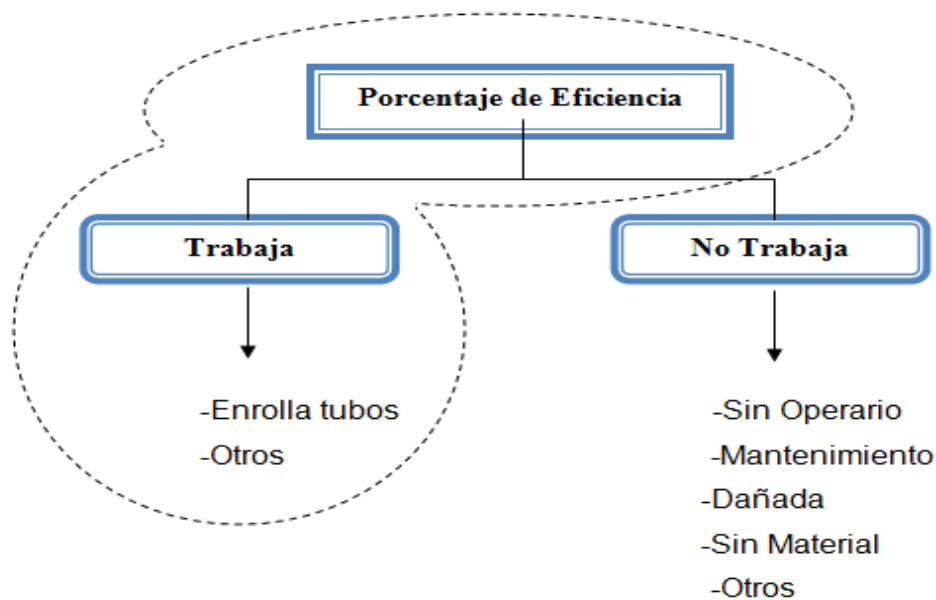 Porcentaje de Eficiencia
Trabaja
-Enrolla tubos
-Otros
No Trabaja
-Sin Operario
-Mantenimiento
-Dañada
-Sin Material
-Otros